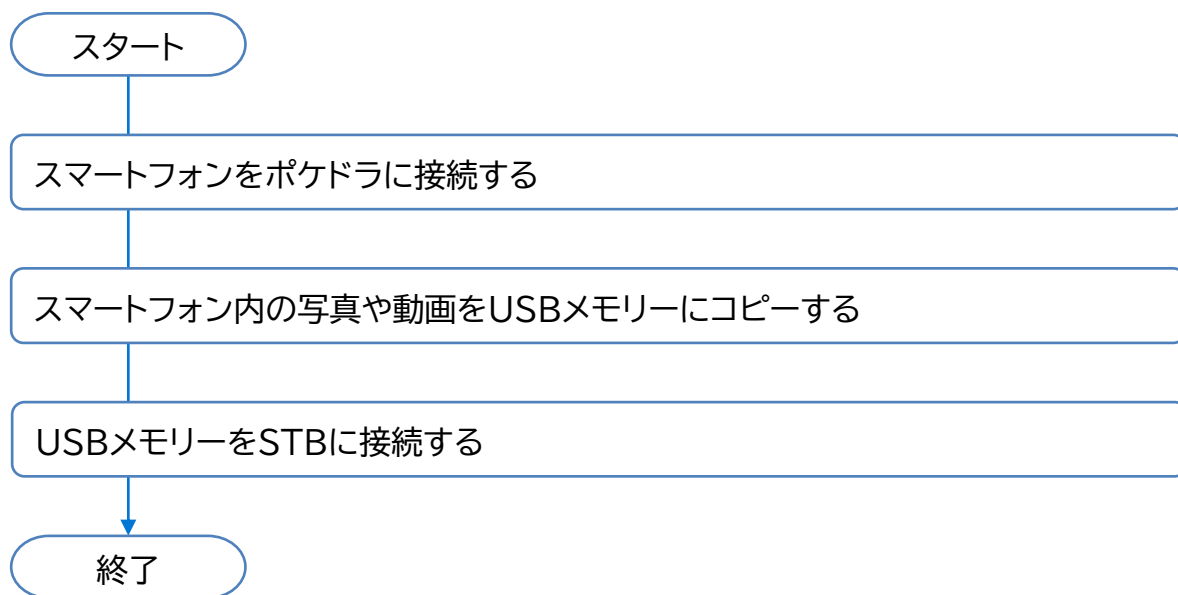 スタート
スマートフォンをポケドラに接続する
スマートフォン内の写真や動画をUSBメモリーにコピーする
USBメモリーをSTBに接続する
終了